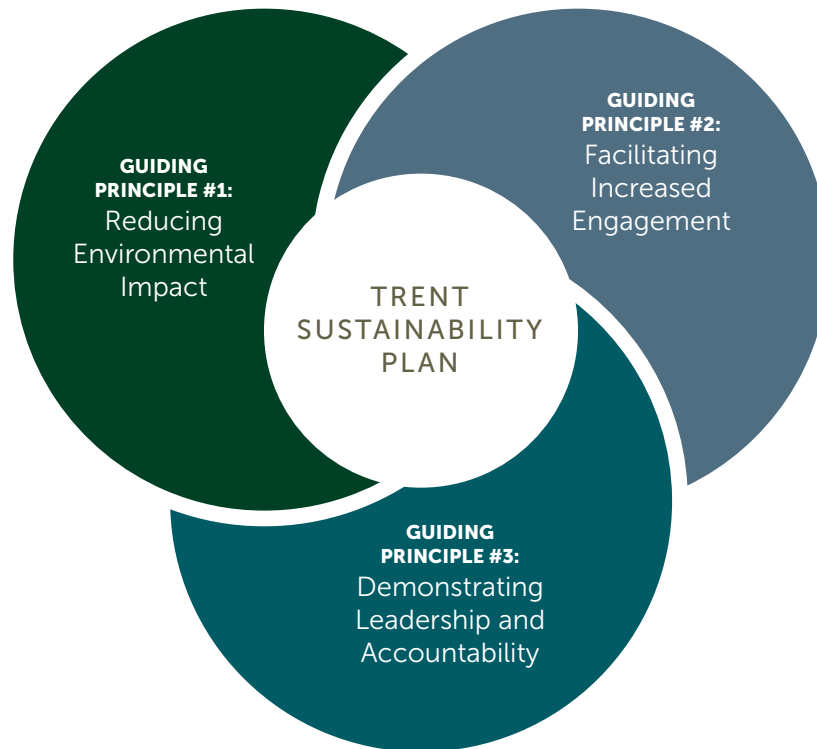 GUIDING
PRINCIPLE #1:
Reducing
Environmental
Impact
GUIDING
PRINCIPLE #2:
Facilitating
Increased
Engagement
TRENT
SUSTAINABILITY
PLAN
GUIDING
PRINCIPLE #3:
Demonstrating
Leadership and
Accountability